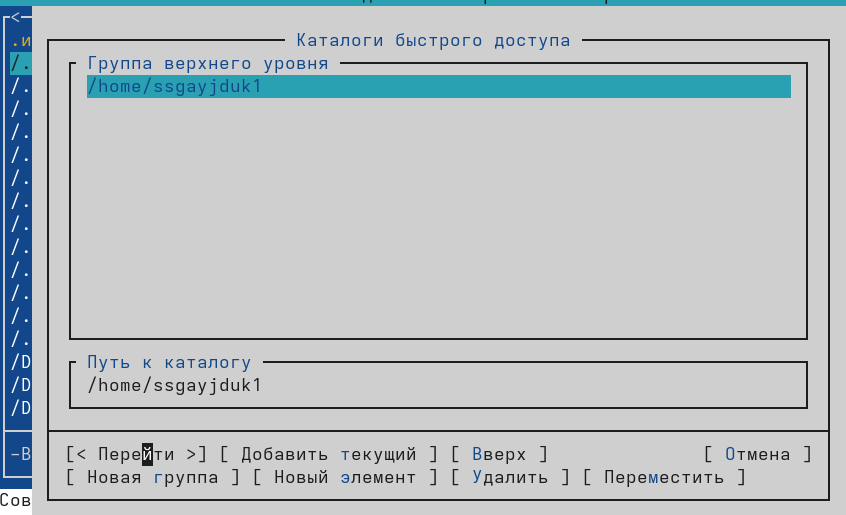 Каталоги быстрого доступа
Группа верхнего уровня
/home/ssgayjduk1
Путь к каталогу
/home/ssgayjduk1
[< Перейти >] [ Добавить текущий ] [ Вверх ] [ Отмена ]
[ Новая группа ] [ Новый элемент ] [ Удалить ] [ Переместить ]
<
.и
/.
/.
/.
/.
/.
/.
/.
/.
/.
/.
/.
/.
/.
/D
/D
/D
-В
Сов